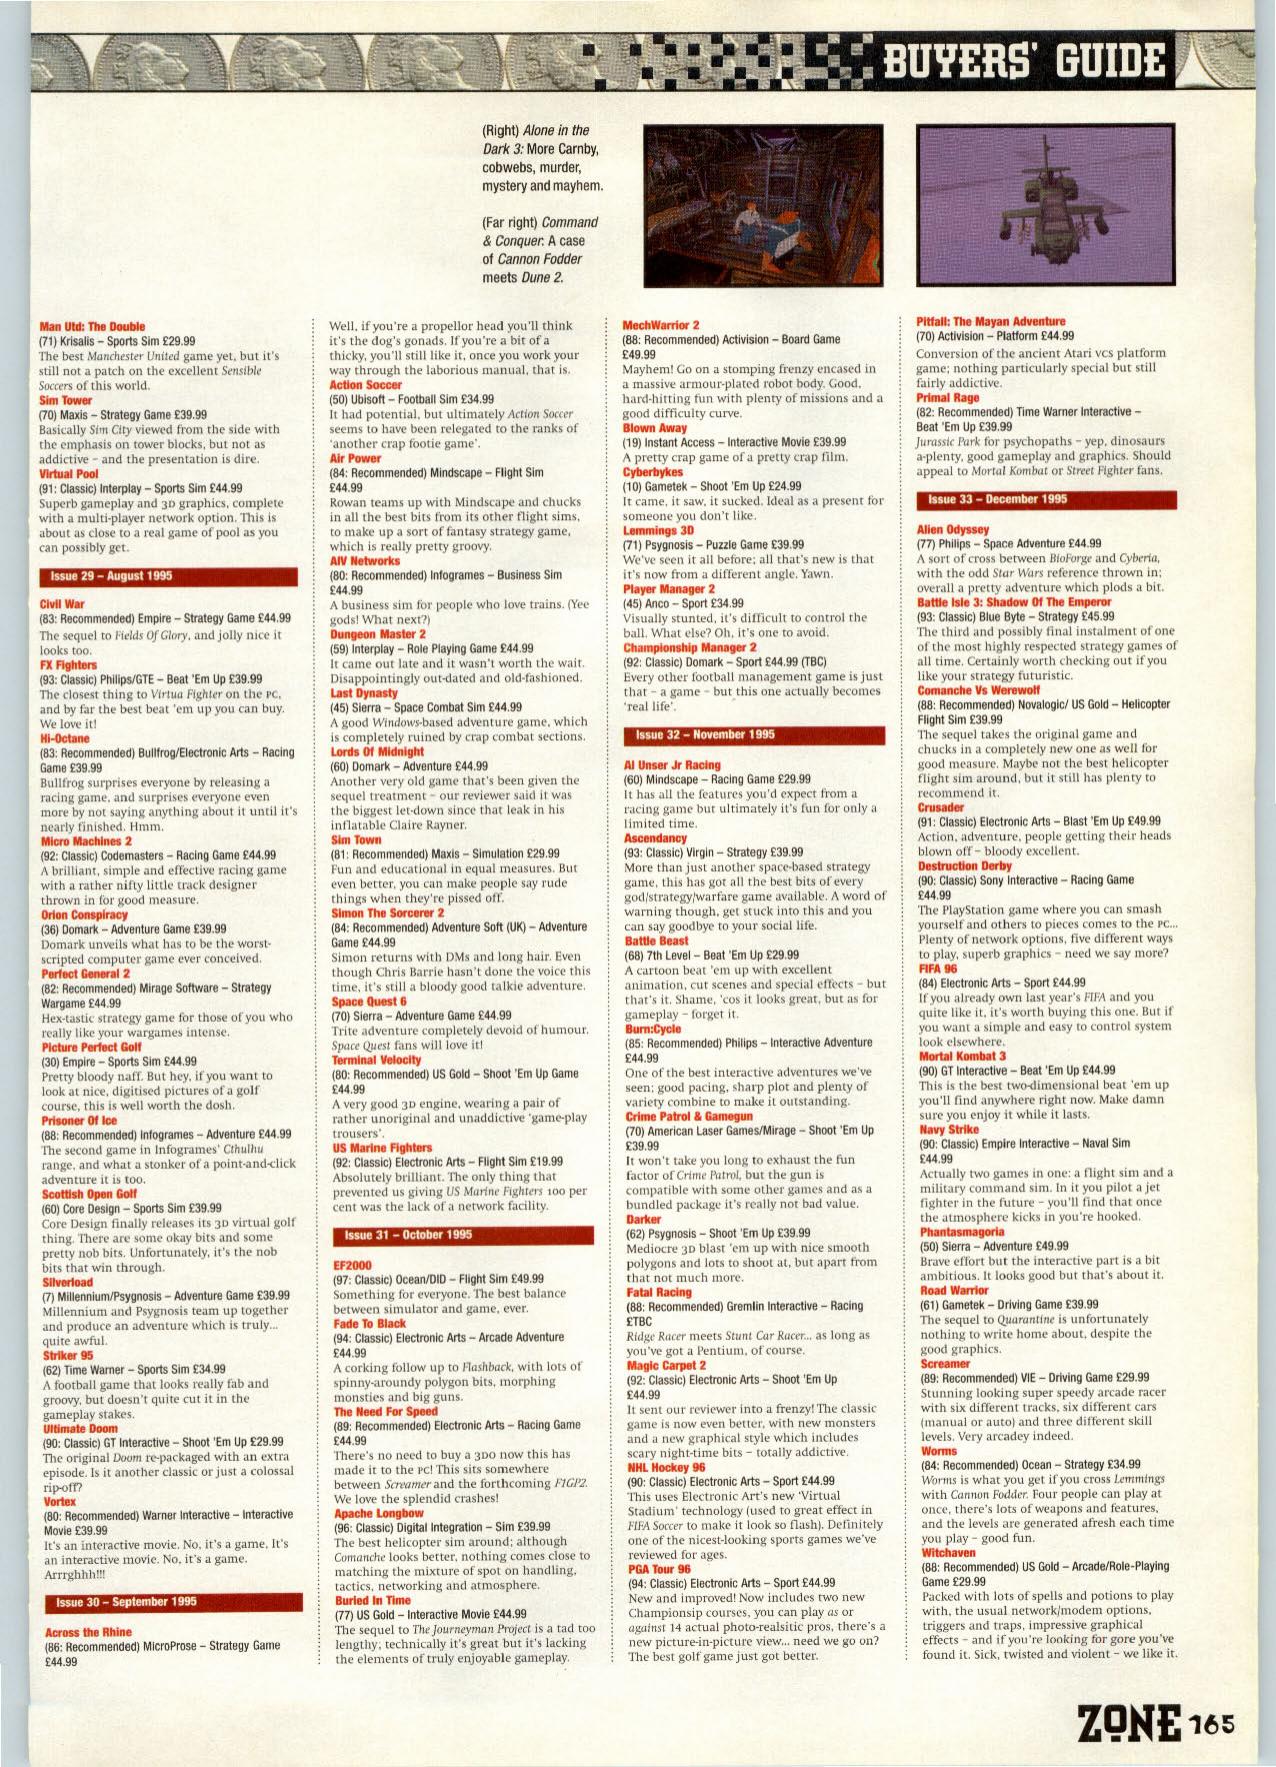 BUYERS' GUIDE
(Right) Alone in the
Dark 3: More Carnby,
cobwebs, murder,
mystery and mayhem.
(Far right) Command
& Conquer. A case
of Cannon Fodder
meets Dune 2.
Man Utd: The Double
(71) Krisalis – Sports Sim £29.99
The best Manchester United game yet, but it's
still not a patch on the excellent Sensible
Soccers of this world.
Sim Tower
(70) Maxis – Strategy Game £39.99
Basically Sim City viewed from the side with
the emphasis on tower blocks, but not as
addictive – and the presentation is dire.
Virtual Pool
(91: Classic) Interplay – Sports Sim £44.99
Superb gameplay and 3D graphics, complete
with a multi-player network option. This is
about as close to a real game of pool as you
can possibly get.
Issue 29 – August 1995
Civil War
(83: Recommended) Empire – Strategy Game £44.99
The sequel to Fields Of Glory, and jolly nice it
looks too.
FX Fighters
(93: Classic) Philips/GTE – Beat 'Em Up £39.99
The closest thing to Virtua Fighter on the PC,
and by far the best beat 'em up you can buy.
We love it!
Hi-Octane
(83: Recommended) Bullfrog/Electronic Arts – Racing
Game £39.99
Bullfrog surprises everyone by releasing a
racing game, and surprises everyone even
more by not saying anything about it until it's
nearly finished. Hmm.
Micro Machines 2
(92: Classic) Codemasters – Racing Game £44.99
A brilliant, simple and effective racing game
with a rather nifty little track designer
thrown in for good measure.
Orion Conspiracy
(36) Domark – Adventure Game £39.99
Domark unveils what has to be the worst-
scripted computer game ever conceived.
Perfect General 2
(82: Recommended) Mirage Software – Strategy
Wargame £44.99
Hex-tastic strategy game for those of you who
really like your wargames intense.
Picture Perfect Golf
(30) Empire – Sports Sim £44.99
Pretty bloody naff. But hey, if you want to
look at nice, digitised pictures of a golf
course, this is well worth the dosh.
Prisoner Of Ice
(88: Recommended) Infogrames – Adventure £44.99
The second game in Infogrames' Cthulhu
range, and what a stonker of a point-and-click
adventure it is too.
Scottish Open Golf
(60) Core Design – Sports Sim £39.99
Core Design finally releases its 3D virtual golf
thing. There are some okay bits and some
pretty nob bits. Unfortunately, it's the nob
bits that win through.
Silverload
(7) Millennium/Psygnosis – Adventure Game £39.99
Millennium and Psygnosis team up together
and produce an adventure which is truly...
quite awful.
Striker 95
(62) Time Warner – Sports Sim £34.99
A football game that looks really fab and
groovy, but doesn't quite cut it in the
gameplay stakes.
Ultimate Doom
(90: Classic) GT Interactive – Shoot 'Em Up £29.99
The original Doom re-packaged with an extra
episode. Is it another classic or just a colossal
rip-off?
Vortex
(80: Recommended) Warner Interactive – Interactive
Movie £39.99
It's an interactive movie. No, it's a game, It's
an interactive movie. No, it's a game.
Arrrghhh!!!
Issue 30 – September 1995
Across the Rhine
(86: Recommended) MicroProse – Strategy Game
£44.99
Well, if you're a propellor head you'll think
it's the dog's gonads. If you're a bit of a
thicky, you'll still like it, once you work your
way through the laborious manual, that is.
Action Soccer
(50) Ubisoft – Football Sim £34.99
It had potential, but ultimately Action Soccer
seems to have been relegated to the ranks of
'another crap footie game'.
Air Power
(84: Recommended) Mindscape – Flight Sim
£44.99
Rowan teams up with Mindscape and chucks
in all the best bits from its other flight sims,
to make up a sort of fantasy strategy game,
which is really pretty groovy.
AIV Networks
(80: Recommended) Infogrames – Business Sim
£44.99
A business sim for people who love trains. (Yee
gods! What next?)
Dungeon Master 2
(59) Interplay – Role Playing Game £44.99
It came out late and it wasn't worth the wait.
Disappointingly out-dated and old-fashioned.
Last Dynasty
(45) Sierra – Space Combat Sim £44.99
A good Windows-based adventure game, which
is completely ruined by crap combat sections.
Lords Of Midnight
(60) Domark – Adventure £44.99
Another very old game that's been given the
sequel treatment – our reviewer said it was
the biggest let-down since that leak in his
inflatable Claire Rayner.
Sim Town
(81: Recommended) Maxis – Simulation £29.99
Fun and educational in equal measures. But
even better, you can make people say rude
things when they're pissed off.
Simon The Sorcerer 2
(84: Recommended) Adventure Soft (UK) – Adventure
Game £44.99
Simon returns with DMs and long hair. Even
though Chris Barrie hasn't done the voice this
time, it's still a bloody good talkie adventure.
Space Quest 6
(70) Sierra – Adventure Game £44.99
Trite adventure completely devoid of humour.
Space Quest fans will love it!
Terminal Velocity
(80: Recommended) US Gold – Shoot 'Em Up Game
£44.99
A very good 3D engine, wearing a pair of
rather unoriginal and unaddictive 'game-play
trousers'.
US Marine Fighters
(92: Classic) Electronic Arts – Flight Sim £19.99
Absolutely brilliant. The only thing that
prevented us giving US Marine Fighters 100 per
cent was the lack of a network facility.
Issue 31 – October 1995
EF2000
(97: Classic) Ocean/DID – Flight Sim £49.99
Something for everyone. The best balance
between simulator and game, ever.
Fade To Black
(94: Classic) Electronic Arts – Arcade Adventure
£44.99
A corking follow up to Flashback, with lots of
spinny-aroundy polygon bits, morphing
monsties and big guns.
The Need For Speed
(89: Recommended) Electronic Arts – Racing Game
£44.99
There's no need to buy a 3DO now this has
made it to the PC! This sits somewhere
between Screamer and the forthcoming F1GP2.
We love the splendid crashes!
Apache Longbow
(96: Classic) Digital Integration – Sim £39.99
The best helicopter sim around; although
Comanche looks better, nothing comes close to
matching the mixture of spot on handling,
tactics, networking and atmosphere.
Buried In Time
(77) US Gold – Interactive Movie £44.99
The sequel to The Journeyman Project is a tad too
lengthy; technically it's great but it's lacking
the elements of truly enjoyable gameplay.
MechWarrior 2
(88: Recommended) Activision – Board Game
£49.99
Mayhem! Go on a stomping frenzy encased in
a massive armour-plated robot body. Good,
hard-hitting fun with plenty of missions and a
good difficulty curve.
Blown Away
(19) Instant Access – Interactive Movie £39.99
A pretty crap game of a pretty crap film.
Cyberbykes
(10) Gametek – Shoot 'Em Up £24.99
It came, it saw, it sucked. Ideal as a present for
someone you don't like.
Lemmings 3D
(71) Psygnosis – Puzzle Game £39.99
We've seen it all before; all that's new is that
it's now from a different angle. Yawn.
Player Manager 2
(45) Anco – Sport £34.99
Visually stunted, it's difficult to control the
ball. What else? Oh, it's one to avoid.
Championship Manager 2
(92: Classic) Domark – Sport £44.99 (TBC)
Every other football management game is just
that – a game – but this one actually becomes
'real life'.
Issue 32 – November 1995
Al Unser Jr Racing
(60) Mindscape – Racing Game £29.99
It has all the features you'd expect from a
racing game but ultimately it's fun for only a
limited time.
Ascendancy
(93: Classic) Virgin – Strategy £39.99
More than just another space-based strategy
game, this has got all the best bits of every
god/strategy/warfare game available. A word of
warning though, get stuck into this and you
can say goodbye to your social life.
Battle Beast
(68) 7th Level – Beat 'Em Up £29.99
A cartoon beat 'em up with excellent
animation, cut scenes and special effects – but
that's it. Shame, 'cos it looks great, but as for
gameplay – forget it.
Burn:Cycle
(85: Recommended) Philips – Interactive Adventure
£44.99
One of the best interactive adventures we've
seen; good pacing, sharp plot and plenty of
variety combine to make it outstanding.
Crime Patrol & Gamegun
(70) American Laser Games/Mirage – Shoot 'Em Up
£39.99
It won't take you long to exhaust the fun
factor of Crime Patrol, but the gun is
compatible with some other games and as a
bundled package it's really not bad value.
Darker
(62) Psygnosis – Shoot 'Em Up £39.99
Mediocre 3D blast 'em up with nice smooth
polygons and lots to shoot at, but apart from
that not much more.
Fatal Racing
(88: Recommended) Gremlin Interactive – Racing
£TBC
Ridge Racer meets Stunt Car Racer... as long as
you've got a Pentium, of course.
Magic Carpet 2
(92: Classic) Electronic Arts – Shoot 'Em Up
£44.99
It sent our reviewer into a frenzy! The classic
game is now even better, with new monsters
and a new graphical style which includes
scary night-time bits – totally addictive.
NHL Hockey 96
(90: Classic) Electronic Arts – Sport £44.99
This uses Electronic Art's new 'Virtual
Stadium' technology (used to great effect in
FIFA Soccer to make it look so flash). Definitely
one of the nicest-looking sports games we've
reviewed for ages.
PGA Tour 96
(94: Classic) Electronic Arts – Sport £44.99
New and improved! Now includes two new
Championsip courses, you can play as or
against 14 actual photo-realsitic pros, there's a
new picture-in-picture view... need we go on?
The best golf game just got better.
Pitfall: The Mayan Adventure
(70) Activision – Platform £44.99
Conversion of the ancient Atari VCS platform
game; nothing particularly special but still
fairly addictive.
Primal Rage
(82: Recommended) Time Warner Interactive –
Beat 'Em Up £39.99
Jurassic Park for psychopaths – yep, dinosaurs
a-plenty, good gameplay and graphics. Should
appeal to Mortal Kombat or Street Fighter fans.
Issue 33 – December 1995
Alien Odyssey
(77) Philips – Space Adventure £44.99
A sort of cross between BioForge and Cyberia,
with the odd Star Wars reference thrown in;
overall a pretty adventure which plods a bit.
Battle Isle 3: Shadow Of The Emperor
(93: Classic) Blue Byte – Strategy £45.99
The third and possibly final instalment of one
of the most highly respected strategy games of
all time. Certainly worth checking out if you
like your strategy futuristic.
Comanche Vs Werewolf
(88: Recommended) Novalogic/ US Gold – Helicopter
Flight Sim £39.99
The sequel takes the original game and
chucks in a completely new one as well for
good measure. Maybe not the best helicopter
flight sim around, but it still has plenty to
recommend it.
Crusader
(91: Classic) Electronic Arts – Blast 'Em Up £49.99
Action, adventure, people getting their heads
blown off – bloody excellent.
Destruction Derby
(90: Classic) Sony Interactive – Racing Game
£44.99
The PlayStation game where you can smash
yourself and others to pieces comes to the PC...
Plenty of network options, five different ways
to play, superb graphics – need we say more?
FIFA 96
(84) Electronic Arts – Sport £44.99
If you already own last year's FIFA and you
quite like it, it's worth buying this one. But if
you want a simple and easy to control system
look elsewhere.
Mortal Kombat 3
(90) GT Interactive – Beat 'Em Up £44.99
This is the best two-dimensional beat 'em up
you'll find anywhere right now. Make damn
sure you enjoy it while it lasts.
Navy Strike
(90: Classic) Empire Interactive – Naval Sim
£44.99
Actually two games in one: a flight sim and a
military command sim. In it you pilot a jet
fighter in the future – you'll find that once
the atmosphere kicks in you're hooked.
Phantasmagoria
(50) Sierra – Adventure £49.99
Brave effort but the interactive part is a bit
ambitious. It looks good but that's about it.
Road Warrior
(61) Gametek – Driving Game £39.99
The sequel to Quarantine is unfortunately
nothing to write home about, despite the
good graphics.
Screamer
(89: Recommended) VIE – Driving Game £29.99
Stunning looking super speedy arcade racer
with six different tracks, six different cars
(manual or auto) and three different skill
levels. Very arcadey indeed.
Worms
(84: Recommended) Ocean – Strategy £34.99
Worms is what you get if you cross Lemmings
with Cannon Fodder. Four people can play at
once, there's lots of weapons and features,
and the levels are generated afresh each time
you play – good fun.
Witchaven
(88: Recommended) US Gold – Arcade/Role-Playing
Game £29.99
Packed with lots of spells and potions to play
with, the usual network/modem options,
triggers and traps, impressive graphical
effects – and if you're looking for gore you've
found it. Sick, twisted and violent – we like it.
ZONE 165